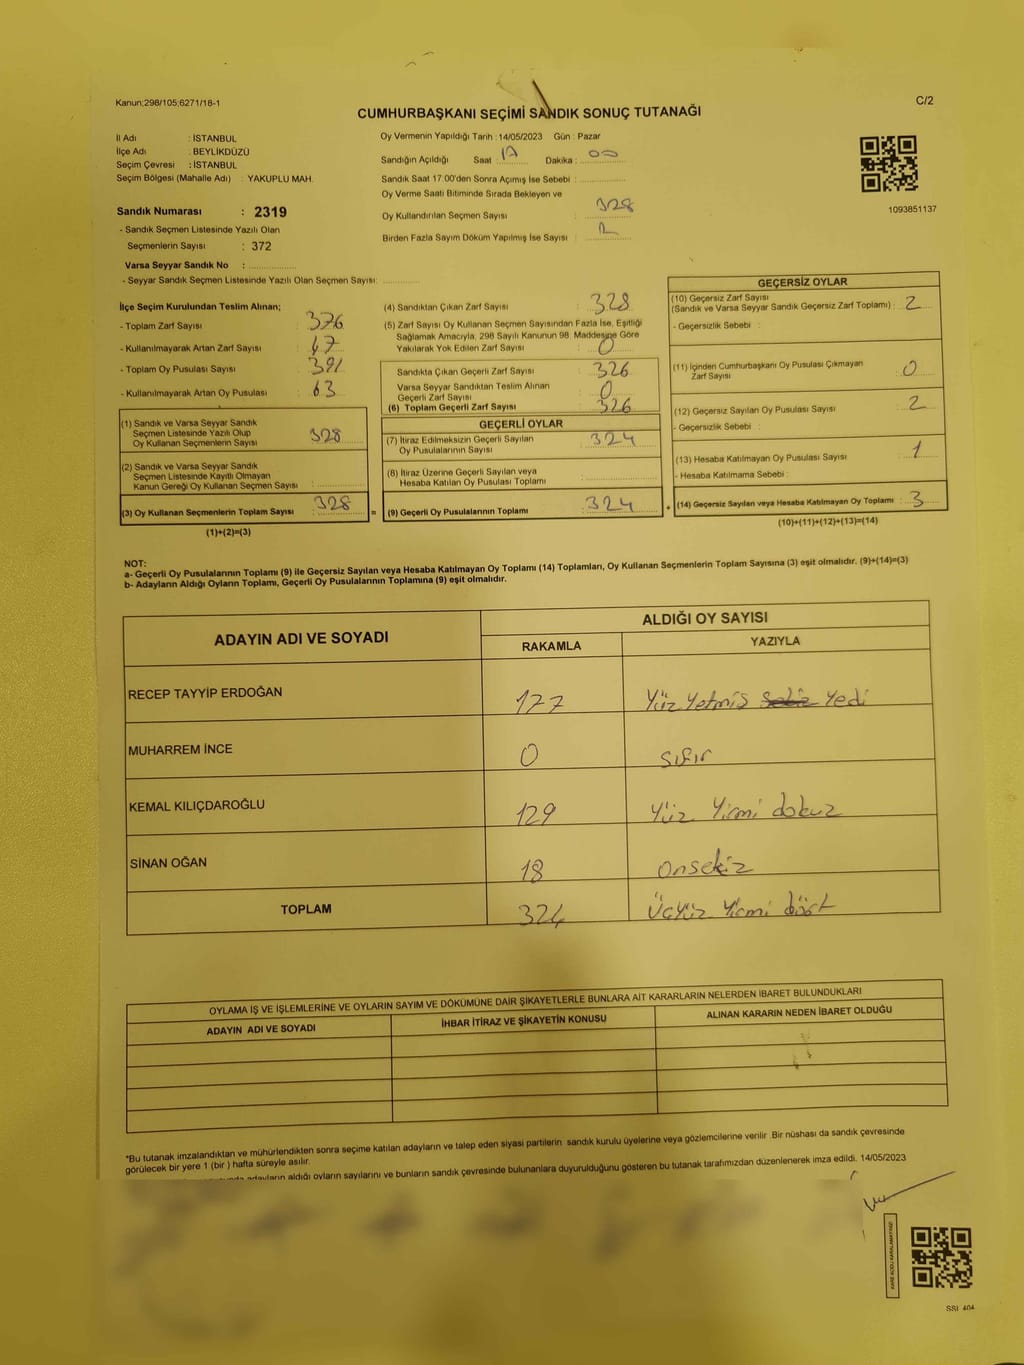 Kanun;298/105;6271/18-1
C/2
CUMHURBAŞKANI SEÇİMİ SANDIK SONUÇ TUTANAĞI
İl Adı : İSTANBUL
İlçe Adı : BEYLİKDÜZÜ
Seçim Çevresi : İSTANBUL
Seçim Bölgesi (Mahalle Adı) : YAKUPLU MAH.
Sandık Numarası : 2319
- Sandık Seçmen Listesinde Yazılı Olan
Seçmenlerin Sayısı : 372
Varsa Seyyar Sandık No :
- Seyyar Sandık Seçmen Listesinde Yazılı Olan Seçmen Sayısı:
Oy Vermenin Yapıldığı Tarih :14/05/2023 Gün : Pazar
Sandığın Açıldığı Saat Dakika : 00
Sandık Saat 17:00'den Sonra Açımış İse Sebebi :
Oy Verme Saati Bitiminde Sırada Bekleyen ve
Oy Kullandırılan Seçmen Sayısı : 328
Birden Fazla Sayım Döküm Yapılmış İse Sayısı :
1093851137
İlçe Seçim Kurulundan Teslim Alınan;
- Toplam Zarf Sayısı : 376
- Kullanılmayarak Artan Zarf Sayısı : 47
- Toplam Oy Pusulası Sayısı : 391
- Kullanılmayarak Artan Oy Pusulası : 63
(1) Sandık ve Varsa Seyyar Sandık
Seçmen Listesinde Yazılı Olup
Oy Kullanan Seçmenlerin Sayısı : 328
(2) Sandık ve Varsa Seyyar Sandık
Seçmen Listesinde Kayıtlı Olmayan
Kanun Gereği Oy Kullanan Seçmen Sayısı :
(3) Oy Kullanan Seçmenlerin Toplam Sayısı : 328
(1)+(2)=(3)
=
(4) Sandıktan Çıkan Zarf Sayısı : 328
(5) Zarf Sayısı Oy Kullanan Seçmen Sayısından Fazla İse, Eşitliği
Sağlamak Amacıyla, 298 Sayılı Kanunun 98. Maddesine Göre
Yakılarak Yok Edilen Zarf Sayısı : 0
Sandıkta Çıkan Geçerli Zarf Sayısı : 326
Varsa Seyyar Sandıktan Teslim Alınan
Geçerli Zarf Sayısı : 0
(6) Toplam Geçerli Zarf Sayısı : 326
GEÇERLİ OYLAR
(7) İtiraz Edilmeksizin Geçerli Sayılan
Oy Pusulalarının Sayısı : 324
(8) İtiraz Üzerine Geçerli Sayılan veya
Hesaba Katılan Oy Pusulası Toplamı :
(9) Geçerli Oy Pusulalarının Toplamı : 324
+
GEÇERSİZ OYLAR
(10) Geçersiz Zarf Sayısı
(Sandık ve Varsa Seyyar Sandık Geçersiz Zarf Toplamı) : 2
- Geçersizlik Sebebi :
(11) İçinden Cumhurbaşkanı Oy Pusulası Çıkmayan
Zarf Sayısı : 0
(12) Geçersiz Sayılan Oy Pusulası Sayısı : 2
- Geçersizlik Sebebi :
(13) Hesaba Katılmayan Oy Pusulası Sayısı : 1
- Hesaba Katılmama Sebebi :
(14) Geçersiz Sayılan veya Hesaba Katılmayan Oy Toplamı : 3
(10)+(11)+(12)+(13)=(14)
NOT:
a- Geçerli Oy Pusulalarının Toplamı (9) ile Geçersiz Sayılan veya Hesaba Katılmayan Oy Toplamı (14) Toplamları, Oy Kullanan Seçmenlerin Toplam Sayısına (3) eşit olmalıdır. (9)+(14)=(3)
b- Adayların Aldığı Oyların Toplamı, Geçerli Oy Pusulalarının Toplamına (9) eşit olmalıdır.
ADAYIN ADI VE SOYADI
ALDIĞI OY SAYISI
RAKAMLA YAZIYLA
RECEP TAYYİP ERDOĞAN 177 Yüz Yetmiş Sekiz Yedi
MUHARREM İNCE 0 sıfır
KEMAL KILIÇDAROĞLU 129 Yüz Yirmi dokuz
SİNAN OĞAN 18 onsekiz
TOPLAM 324 Üçyüz Yirmi dört
OYLAMA İŞ VE İŞLEMLERİNE VE OYLARIN SAYIM VE DÖKÜMÜNE DAİR ŞİKAYETLERLE BUNLARA AİT KARARLARIN NELERDEN İBARET BULUNDUKLARI
ADAYIN ADI VE SOYADI İHBAR İTİRAZ VE ŞİKAYETİN KONUSU ALINAN KARARIN NEDEN İBARET OLDUĞU
*Bu tutanak imzalandıktan ve mühürlendikten sonra seçime katılan adayların ve talep eden siyasi partilerin sandık kurulu üyelerine veya gözlemcilerine verilir Bir nüshası da sandık çevresinde
görülecek bir yere 1 (bir ) hafta süreyle asılır.
adayların aldığı oyların sayılarını ve bunların sandık çevresinde bulunanlara duyurulduğunu gösteren bu tutanak tarafımızdan düzenlenerek imza edildi. 14/05/2023
SSI 404